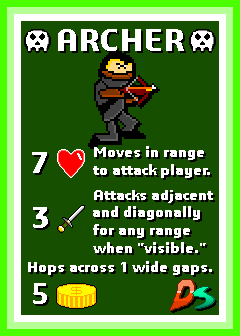 ARCHER
7 Moves in range
to attack player.
Attacks adjacent
3 and diagonally
for any range
when "visible."
Hops across 1 wide gaps.
5 $ DS